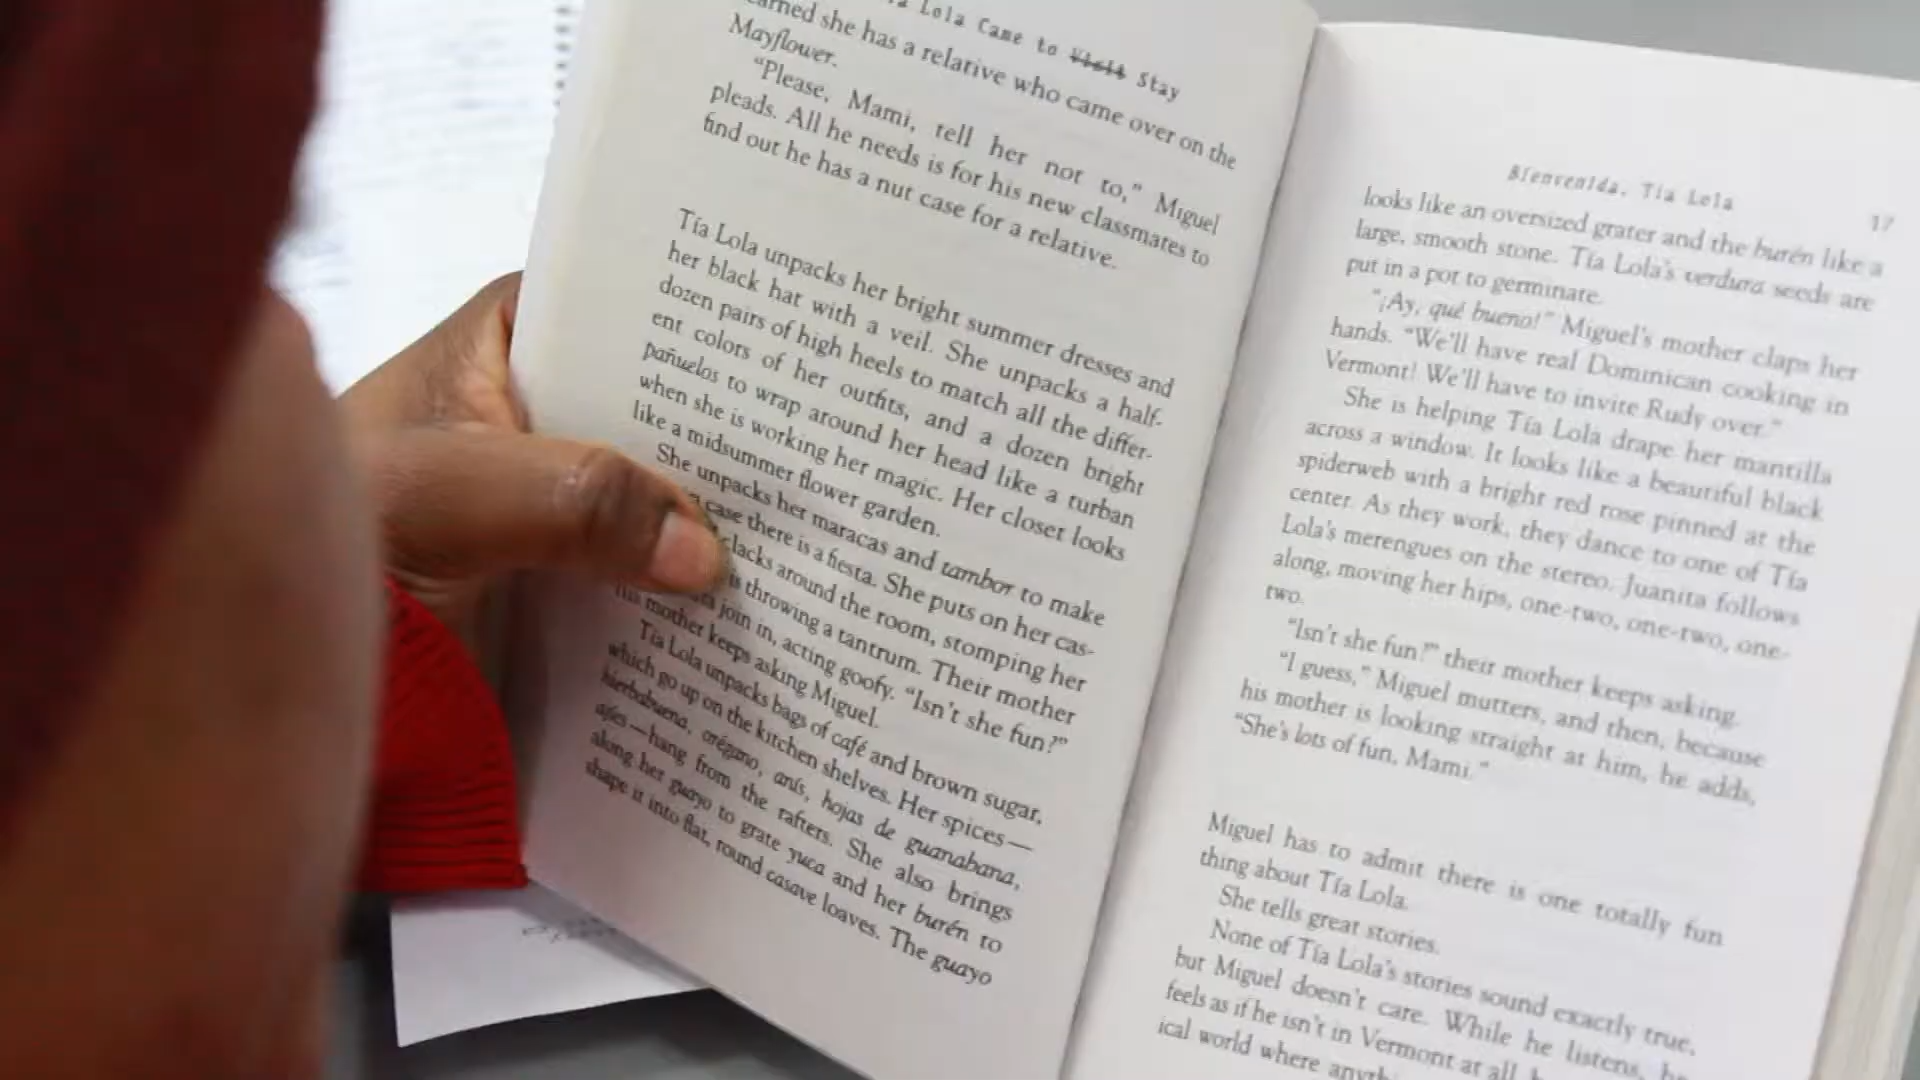 Lola Came to Visit Stay
she has a relative who came over on the
Mayflower.
“Please, Mami, tell her not to,” Miguel
pleads. All he needs is for his new classmates to
find out he has a nut case for a relative.
Tía Lola unpacks her bright summer dresses and
her black hat with a veil. She unpacks a half-
dozen pairs of high heels to match all the differ-
ent colors of her outfits, and a dozen bright
pañuelos to wrap around her head like a turban
when she is working her magic. Her closet looks
like a midsummer flower garden.
She unpacks her maracas and tambor to make
case there is a fiesta. She puts on her cas-
clacks around the room, stomping her
is throwing a tantrum. Their mother
join in, acting goofy. “Isn’t she fun?”
his mother keeps asking Miguel.
Tía Lola unpacks bags of café and brown sugar,
which go up on the kitchen shelves. Her spices—
hierbabuena, orégano, anís, hojas de guanabana,
ajíes—hang from the rafters. She also brings
along her guayo to grate yuca and her burén to
shape it into flat, round casave loaves. The guayo
Bienvenida, Tía Lola
17
looks like an oversized grater and the burén like a
large, smooth stone. Tía Lola’s verdura seeds are
put in a pot to germinate.
“¡Ay, qué bueno!” Miguel’s mother claps her
hands. “We’ll have real Dominican cooking in
Vermont! We’ll have to invite Rudy over.”
She is helping Tía Lola drape her mantilla
across a window. It looks like a beautiful black
spiderweb with a bright red rose pinned at the
center. As they work, they dance to one of Tía
Lola’s merengues on the stereo. Juanita follows
along, moving her hips, one-two, one-two, one-
two.
“Isn’t she fun?” their mother keeps asking.
“I guess,” Miguel mutters, and then, because
his mother is looking straight at him, he adds,
“She’s lots of fun, Mami.”
Miguel has to admit there is one totally fun
thing about Tía Lola.
She tells great stories.
None of Tía Lola’s stories sound exactly true,
but Miguel doesn’t care. While he listens, he
feels as if he isn’t in Vermont at all,
ical world where